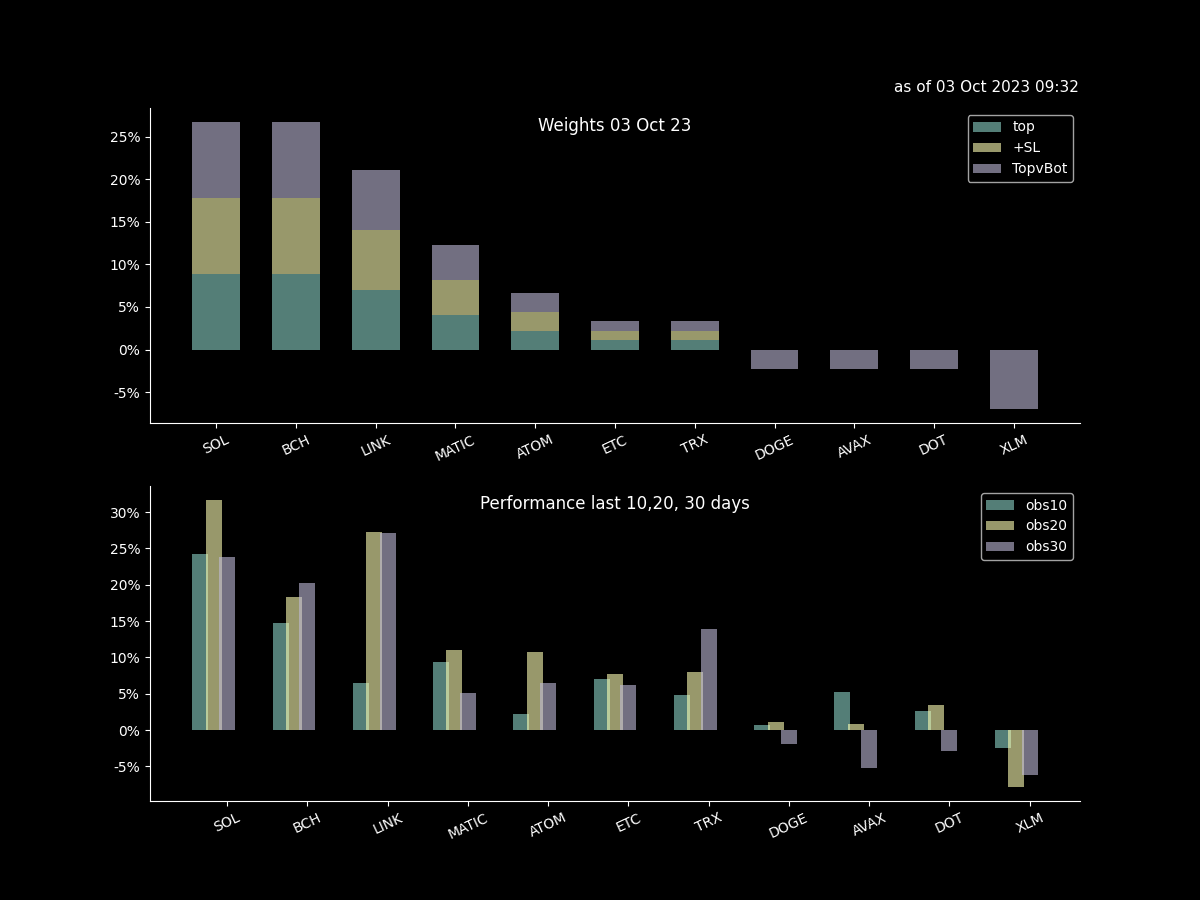 as of 03 Oct 2023 09:32
Weights 03 Oct 23
top
+SL
TopvBot
25%
20%
15%
10%
5%
0%
-5%
SOL BCH LINK MATIC ATOM ETC TRX DOGE AVAX DOT XLM
Performance last 10,20, 30 days
obs10
obs20
obs30
30%
25%
20%
15%
10%
5%
0%
-5%
SOL BCH LINK MATIC ATOM ETC TRX DOGE AVAX DOT XLM